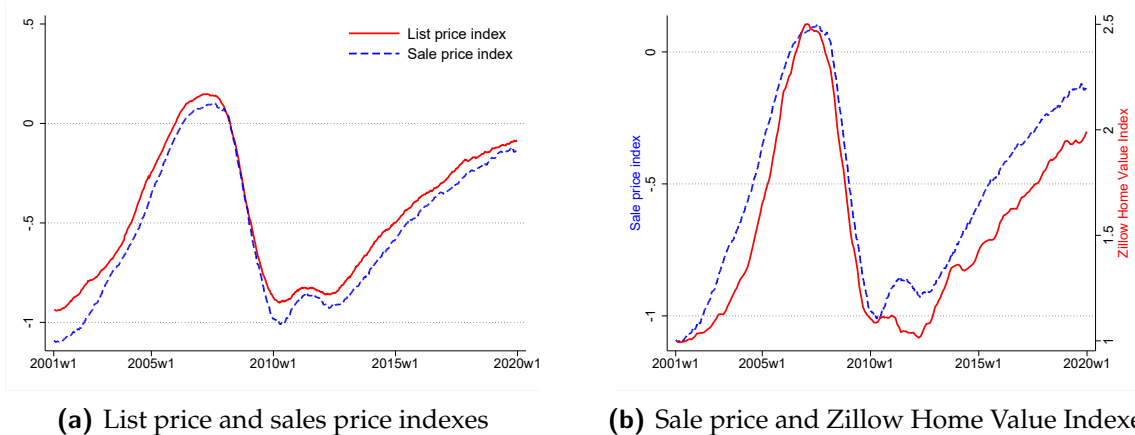 .5
0
-.5
-1
List price index
Sale price index
2001w1 2005w1 2010w1 2015w1 2020w1
(a) List price and sales price indexes
Sale price index
0
-.5
-1
2.5
2
1.5
1
Zillow Home Value Index
2001w1 2005w1 2010w1 2015w1 2020w1
(b) Sale price and Zillow Home Value Indexe